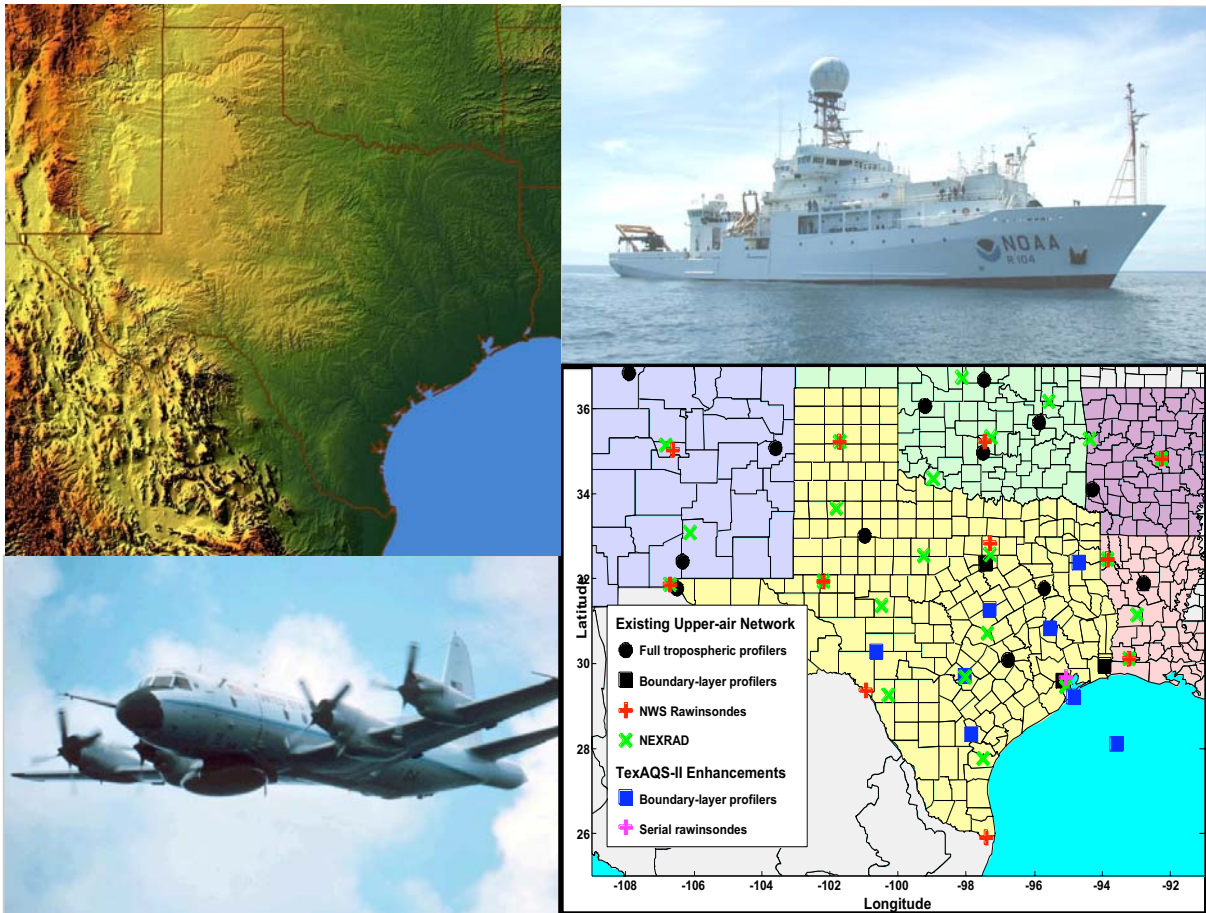 NOAA
R 104
36
34
32
30
28
26
Latitude
Existing Upper-air Network
Full tropospheric profilers
Boundary-layer profilers
NWS Rawinsondes
NEXRAD
TexAQS-II Enhancements
Boundary-layer profilers
Serial rawinsondes
-108 -106 -104 -102 -100 -98 -96 -94 -92
Longitude